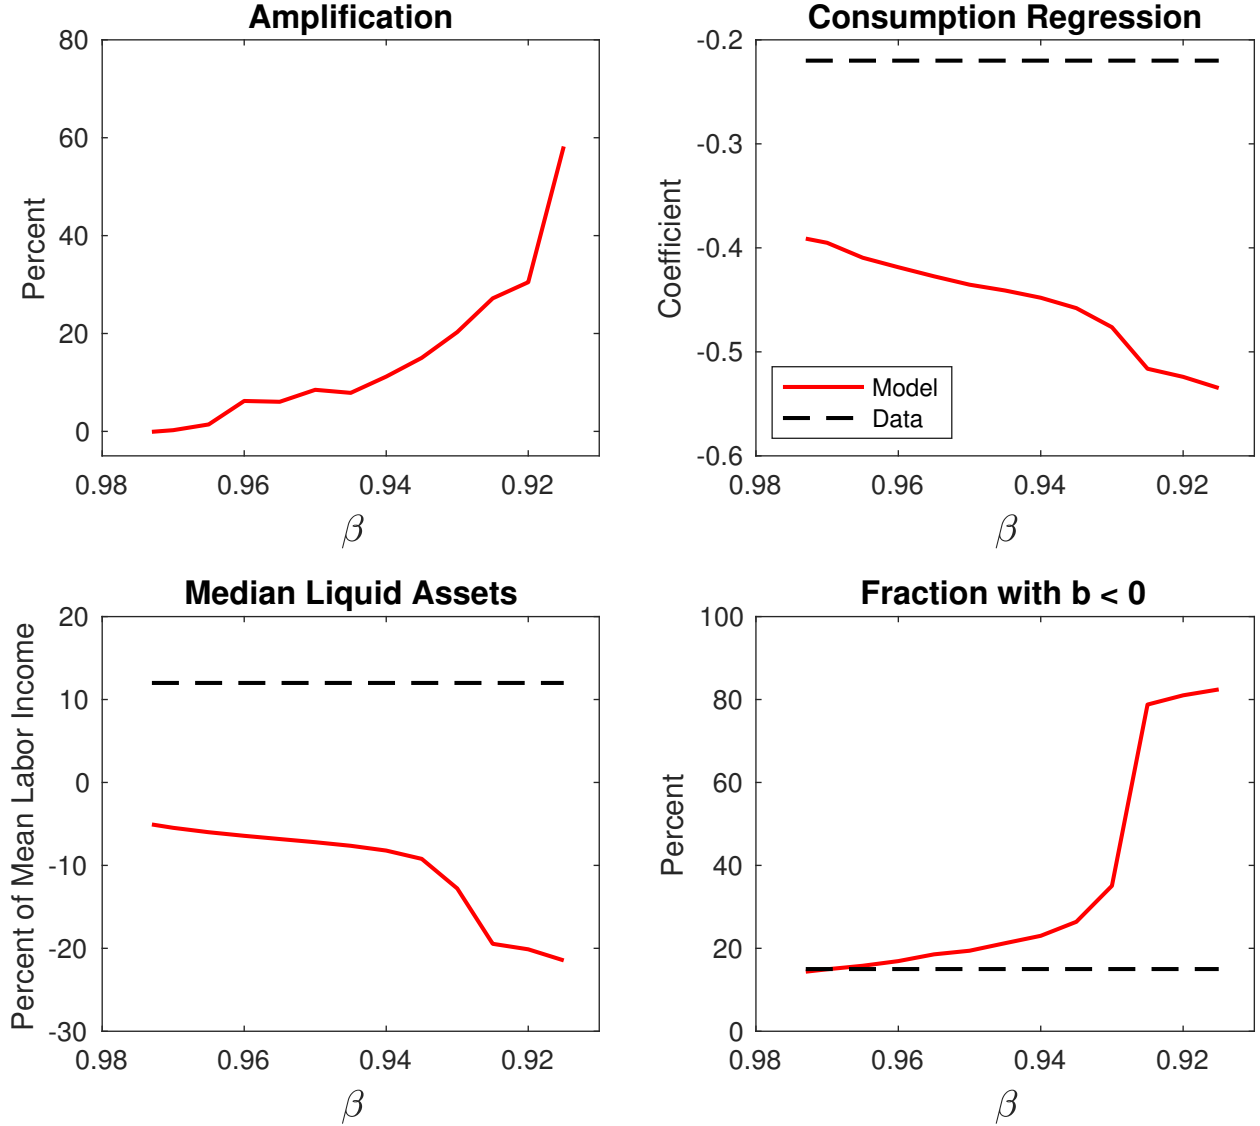 Amplification
80
60
40
20
0
Percent
0.98
0.96
0.94
0.92
β
Consumption Regression
-0.2
-0.3
-0.4
-0.5
-0.6
Coefficient
Model
Data
0.98
0.96
0.94
0.92
β
Median Liquid Assets
20
10
0
-10
-20
-30
Percent of Mean Labor Income
0.98
0.96
0.94
0.92
β
Fraction with b < 0
100
80
60
40
20
0
Percent
0.98
0.96
0.94
0.92
β